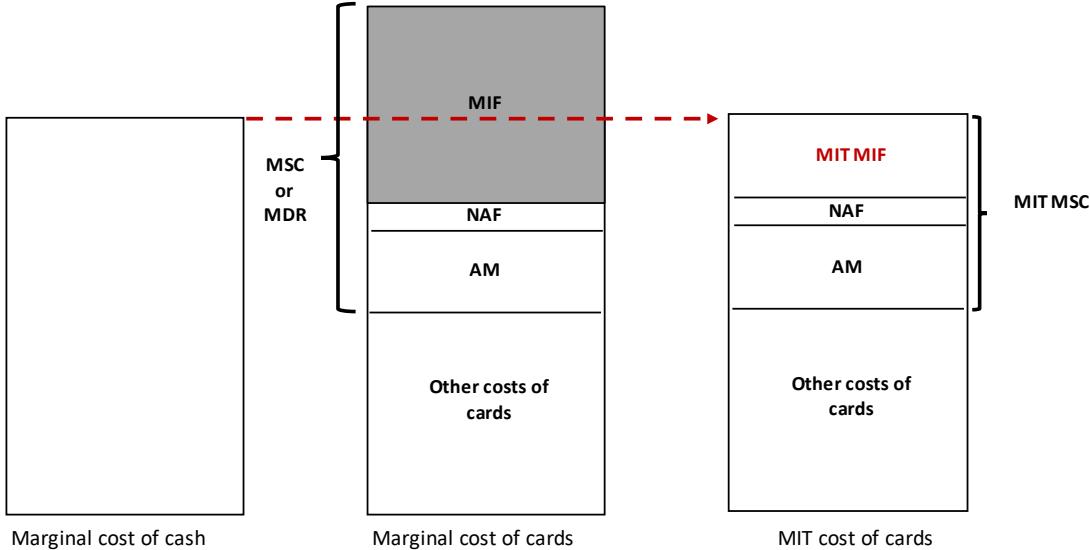 MIF
MSC
or
MDR
NAF
AM
Other costs of
cards
MIT MIF
NAF
AM
Other costs of
cards
MIT MSC
Marginal cost of cash
Marginal cost of cards
MIT cost of cards